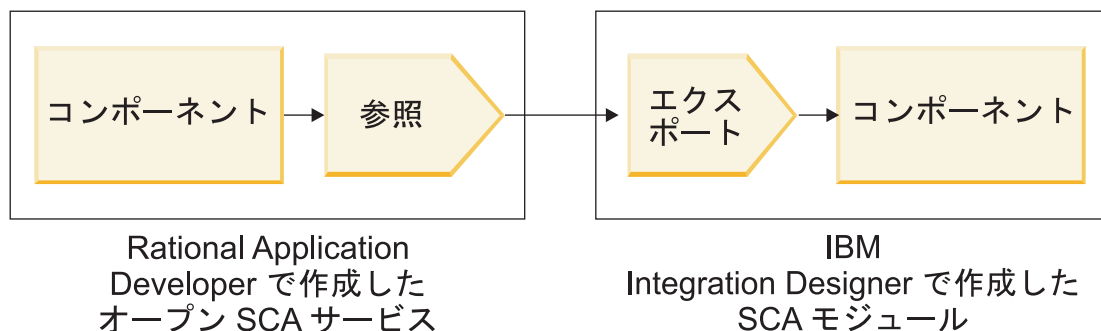 コンポーネント
参照
エクス
ポート
コンポーネント
Rational Application
Developer で作成した
オープン SCA サービス
IBM
Integration Designer で作成した
SCA モジュール